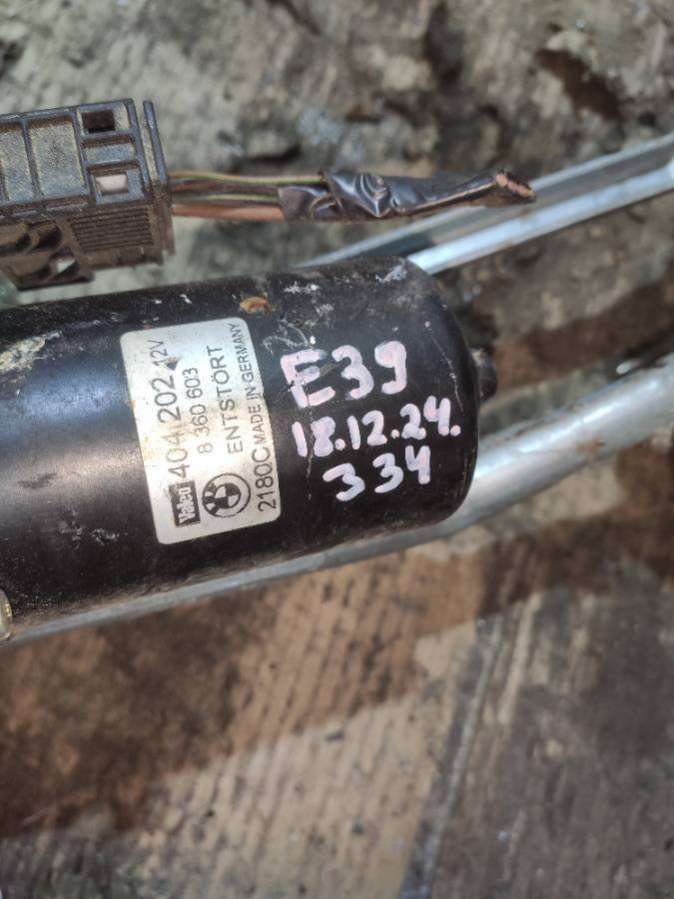 Valeo 404 202 12V
8 360 603
ENTSTÖRT
2180C MADE IN GERMANY
E39
18.12.24.
334